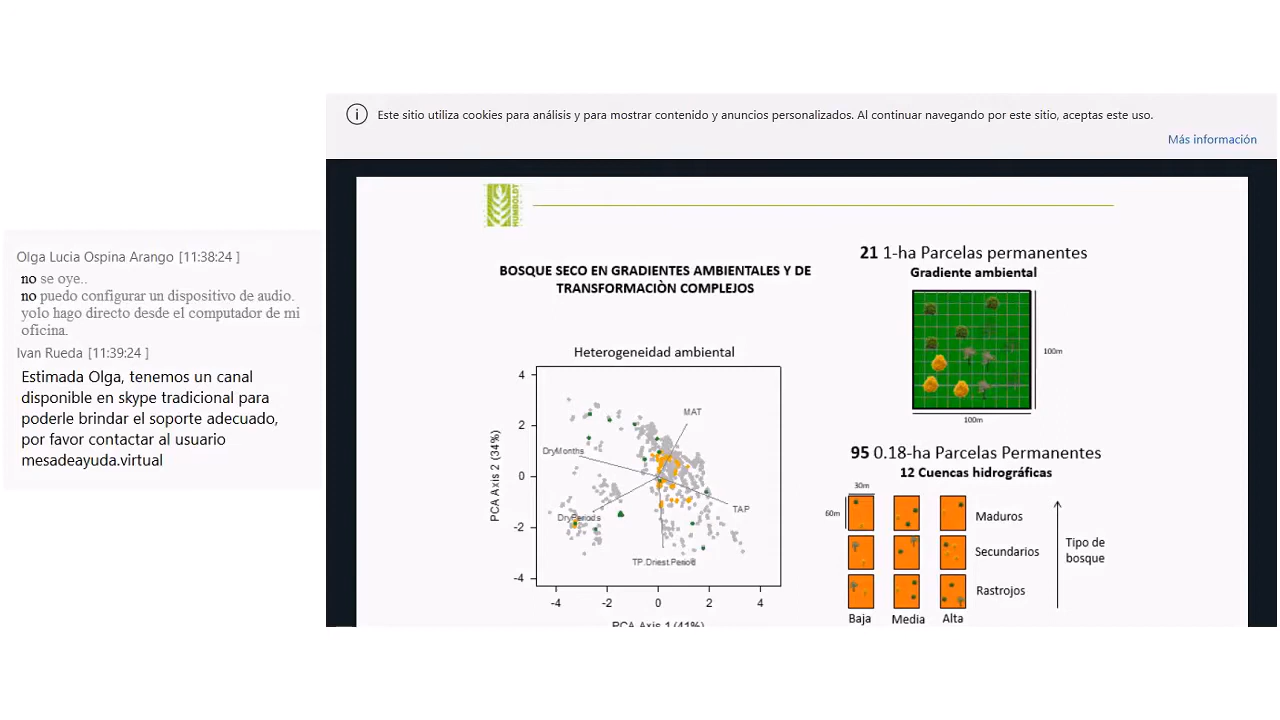 Este sitio utiliza cookies para análisis y para mostrar contenido y anuncios personalizados. Al continuar navegando por este sitio, aceptas este uso.
Más información
Olga Lucia Ospina Arango [11:38:24 ]
no se oye..
no puedo configurar un dispositivo de audio.
yolo hago directo desde el computador de mi
oficina.
Ivan Rueda [11:39:24 ]
Estimada Olga, tenemos un canal
disponible en skype tradicional para
poderle brindar el soporte adecuado,
por favor contactar al usuario
mesadeayuda.virtual
HUMBOLDT
BOSQUE SECO EN GRADIENTES AMBIENTALES Y DE
TRANSFORMACIÒN COMPLEJOS
Heterogeneidad ambiental
4
2
0
-2
-4
PCA Axis 2 (34%)
MAT
DryMonths
TAP
DryPeriods
TP.Driest.Period
-4 -2 0 2 4
PCA Axis 1 (41%)
21 1-ha Parcelas permanentes
Gradiente ambiental
100m
100m
95 0.18-ha Parcelas Permanentes
12 Cuencas hidrográficas
30m
60m
Maduros
Secundarios
Rastrojos
Tipo de
bosque
Baja Media Alta